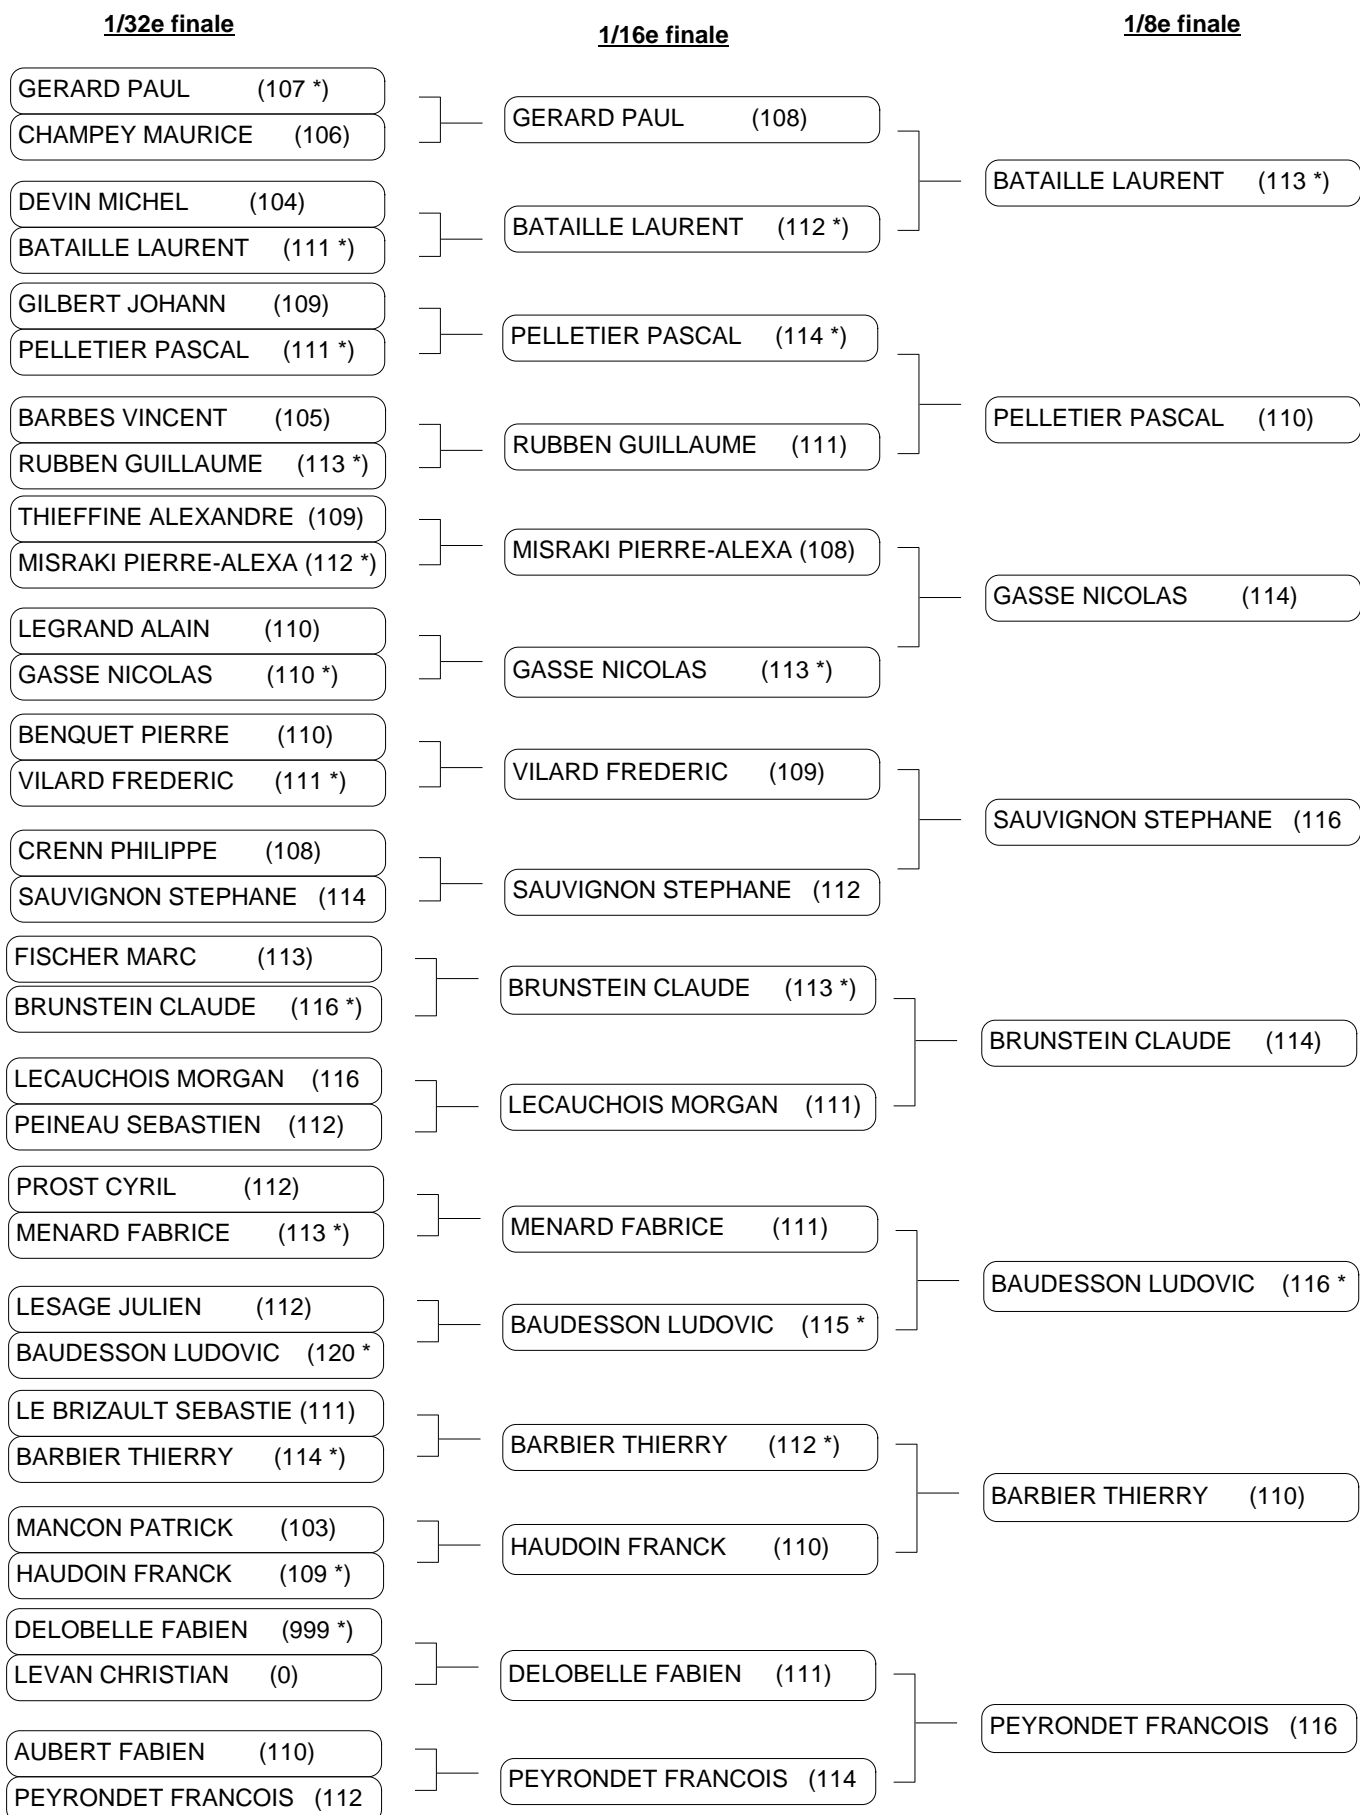 1/32e finale
1/16e finale
1/8e finale
GERARD PAUL (107 *)
CHAMPEY MAURICE (106)
DEVIN MICHEL (104)
BATAILLE LAURENT (111 *)
GILBERT JOHANN (109)
PELLETIER PASCAL (111 *)
BARBES VINCENT (105)
RUBBEN GUILLAUME (113 *)
THIEFFINE ALEXANDRE (109)
MISRAKI PIERRE-ALEXA (112 *)
LEGRAND ALAIN (110)
GASSE NICOLAS (110 *)
BENQUET PIERRE (110)
VILARD FREDERIC (111 *)
CRENN PHILIPPE (108)
SAUVIGNON STEPHANE (114
FISCHER MARC (113)
BRUNSTEIN CLAUDE (116 *)
LECAUCHOIS MORGAN (116
PEINEAU SEBASTIEN (112)
PROST CYRIL (112)
MENARD FABRICE (113 *)
LESAGE JULIEN (112)
BAUDESSON LUDOVIC (120 *
LE BRIZAULT SEBASTIE (111)
BARBIER THIERRY (114 *)
MANCON PATRICK (103)
HAUDOIN FRANCK (109 *)
DELOBELLE FABIEN (999 *)
LEVAN CHRISTIAN (0)
AUBERT FABIEN (110)
PEYRONDET FRANCOIS (112
GERARD PAUL (108)
BATAILLE LAURENT (112 *)
PELLETIER PASCAL (114 *)
RUBBEN GUILLAUME (111)
MISRAKI PIERRE-ALEXA (108)
GASSE NICOLAS (113 *)
VILARD FREDERIC (109)
SAUVIGNON STEPHANE (112
BRUNSTEIN CLAUDE (113 *)
LECAUCHOIS MORGAN (111)
MENARD FABRICE (111)
BAUDESSON LUDOVIC (115 *
BARBIER THIERRY (112 *)
HAUDOIN FRANCK (110)
DELOBELLE FABIEN (111)
PEYRONDET FRANCOIS (114
BATAILLE LAURENT (113 *)
PELLETIER PASCAL (110)
GASSE NICOLAS (114)
SAUVIGNON STEPHANE (116
BRUNSTEIN CLAUDE (114)
BAUDESSON LUDOVIC (116 *
BARBIER THIERRY (110)
PEYRONDET FRANCOIS (116